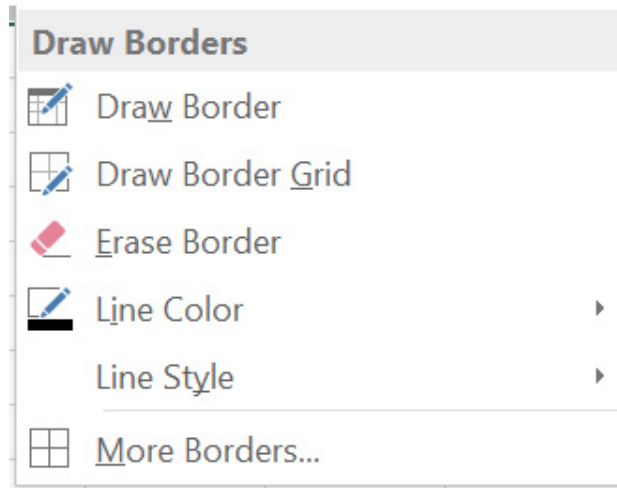 Draw Borders
Draw Border
Draw Border Grid
Erase Border
Line Color
Line Style
More Borders...